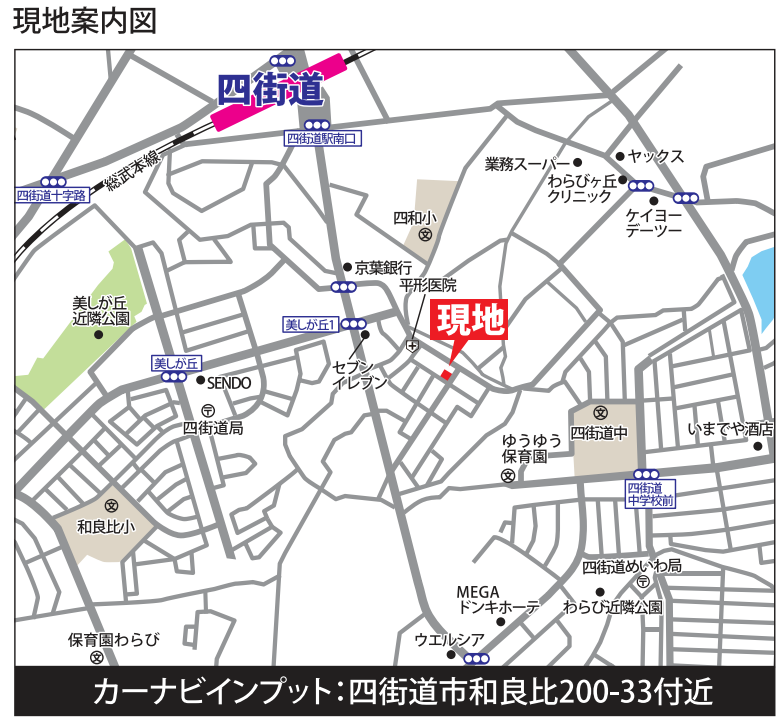 現地案内図
四街道
四街道駅南口
総武本線
四街道十字路
業務スーパー
ヤックス
わらびヶ丘
クリニック
ケイヨー
デーツー
四和小
京葉銀行
平形医院
美しが丘
近隣公園
美しが丘1
現地
美しが丘
SENDO
セブン
イレブン
四街道局
ゆうゆう
保育園
四街道中
いまでや酒店
四街道
中学校前
和良比小
四街道めいわ局
MEGA
ドンキホーテ
わらび近隣公園
保育園わらび
ウエルシア
カーナビインプット：四街道市和良比200-33付近